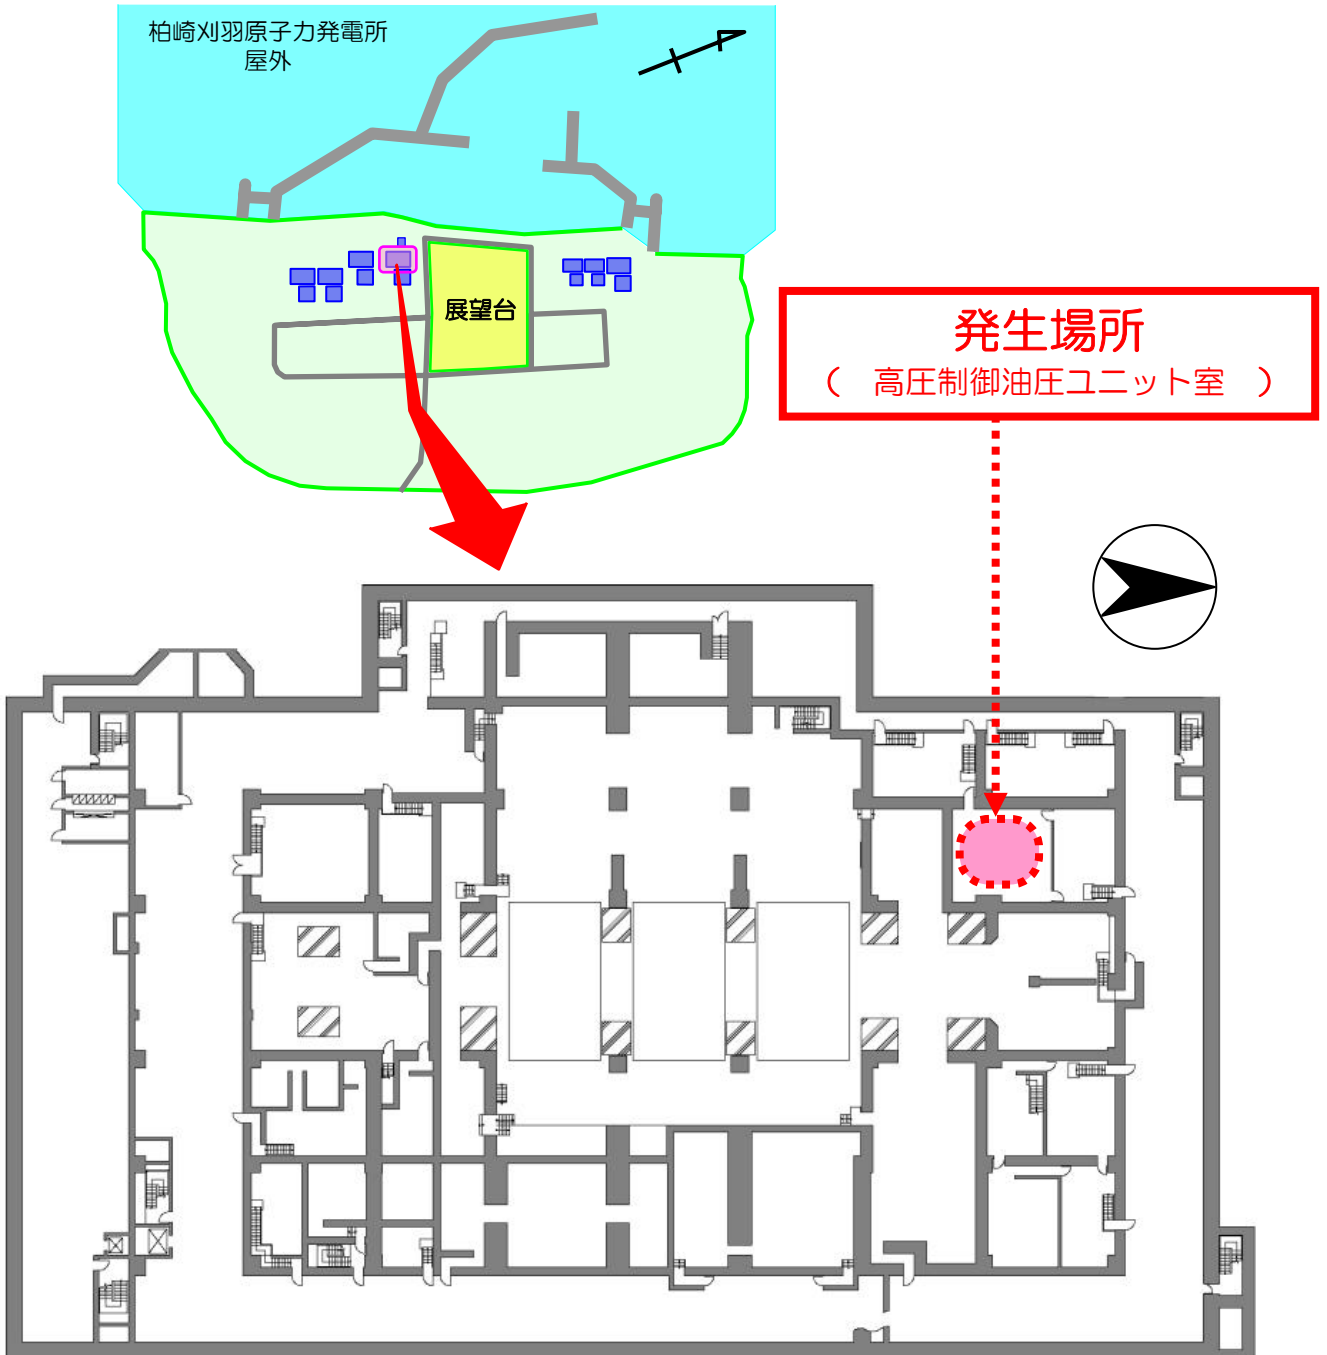 柏崎刈羽原子力発電所
屋外
展望台
発生場所
（　高圧制御油圧ユニット室　）